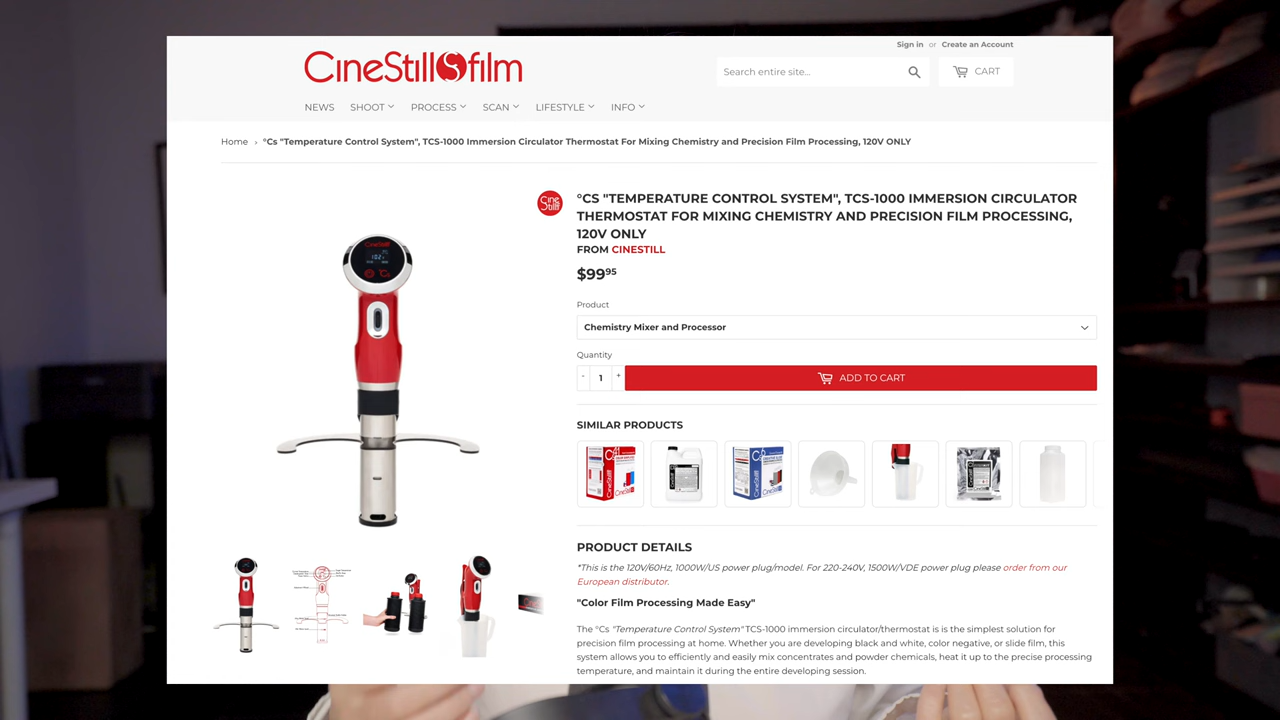 Sign in or Create an Account
CineStill film
Search entire site...
CART
NEWS SHOOT PROCESS SCAN LIFESTYLE INFO
Home › °Cs "Temperature Control System", TCS-1000 Immersion Circulator Thermostat For Mixing Chemistry and Precision Film Processing, 120V ONLY
Cine Still
°CS "TEMPERATURE CONTROL SYSTEM", TCS-1000 IMMERSION CIRCULATOR
THERMOSTAT FOR MIXING CHEMISTRY AND PRECISION FILM PROCESSING,
120V ONLY
FROM CINESTILL
$99.95
CineStill
Product
Chemistry Mixer and Processor
Quantity
- 1 +
ADD TO CART
SIMILAR PRODUCTS
PRODUCT DETAILS
*This is the 120V/60Hz, 1000W/US power plug/model. For 220-240V, 1500W/VDE power plug please order from our
European distributor.
"Color Film Processing Made Easy"
The °Cs "Temperature Control System" TCS-1000 immersion circulator/thermostat is is the simplest solution for
precision film processing at home. Whether you are developing black and white, color negative, or slide film, this
system allows you to efficiently and easily mix concentrates and powder chemicals, heat it up to the precise processing
temperature, and maintain it during the entire developing session.